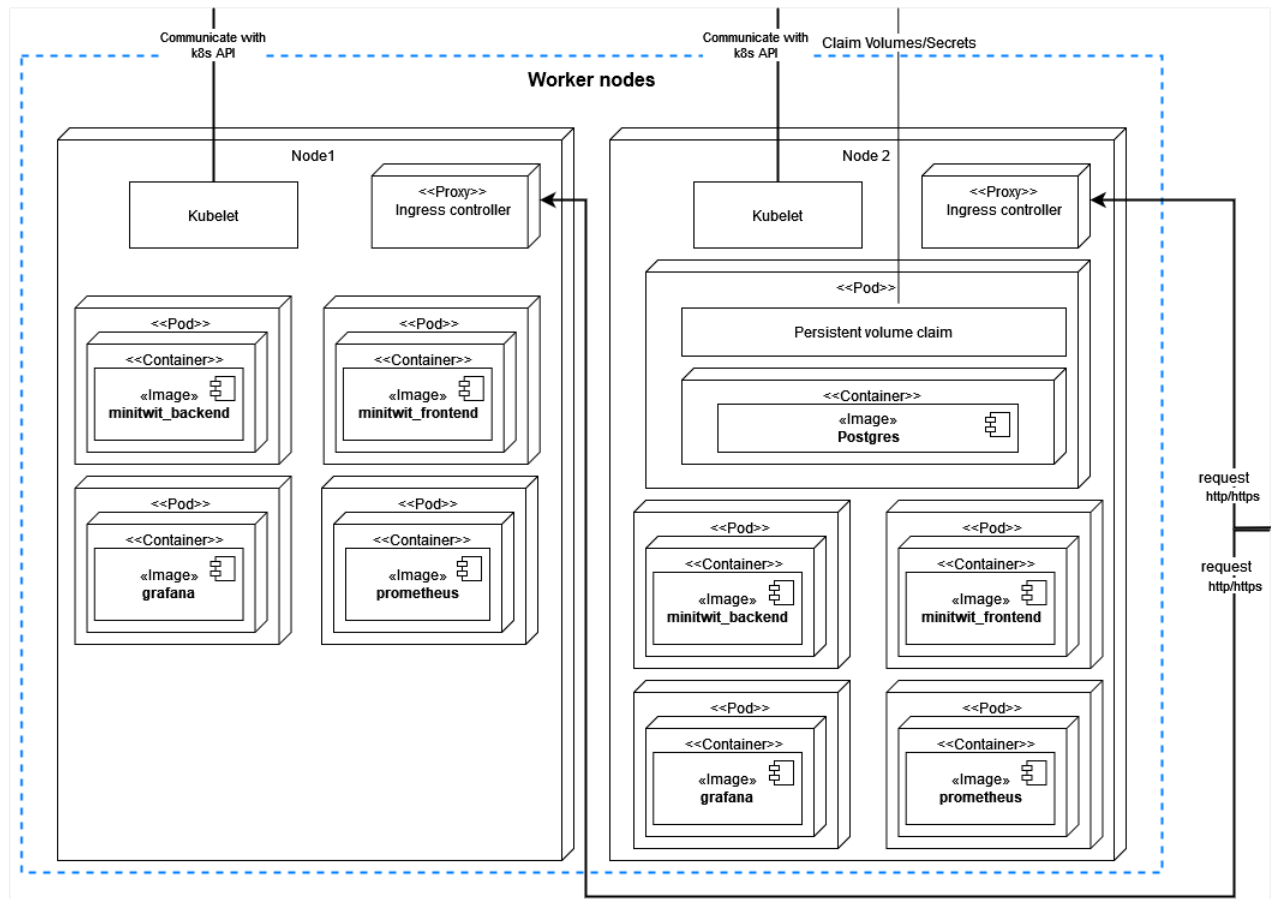 Communicate with
k8s API
Communicate with
k8s API
Claim Volumes/Secrets
Worker nodes
Node1
Kubelet
<<Proxy>>
Ingress controller
<<Pod>>
<<Container>>
«Image»
minitwit_backend
<<Pod>>
<<Container>>
«Image»
minitwit_frontend
<<Pod>>
<<Container>>
«Image»
grafana
<<Pod>>
<<Container>>
«Image»
prometheus
Node 2
Kubelet
<<Proxy>>
Ingress controller
<<Pod>>
Persistent volume claim
<<Container>>
«Image»
Postgres
<<Pod>>
<<Container>>
«Image»
minitwit_backend
<<Pod>>
<<Container>>
«Image»
minitwit_frontend
<<Pod>>
<<Container>>
«Image»
grafana
<<Pod>>
<<Container>>
«Image»
prometheus
request
http/https
request
http/https